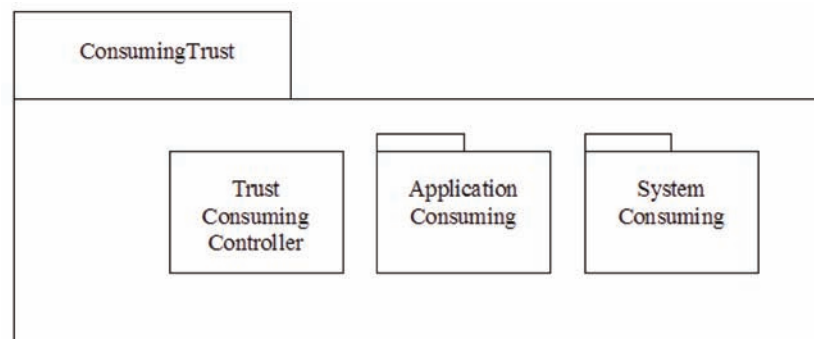 ConsumingTrust
Trust
Consuming
Controller
Application
Consuming
System
Consuming